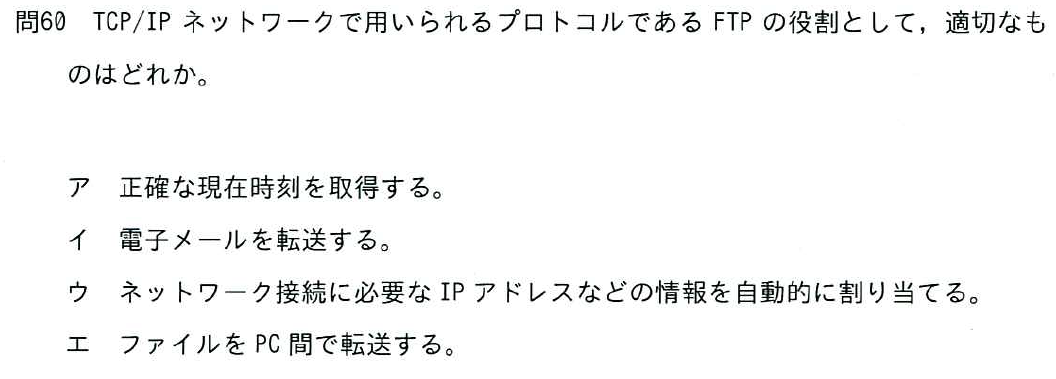 問60　TCP/IP ネットワークで用いられるプロトコルである FTP の役割として，適切なも
のはどれか。
ア　正確な現在時刻を取得する。
イ　電子メールを転送する。
ウ　ネットワーク接続に必要な IP アドレスなどの情報を自動的に割り当てる。
エ　ファイルを PC 間で転送する。